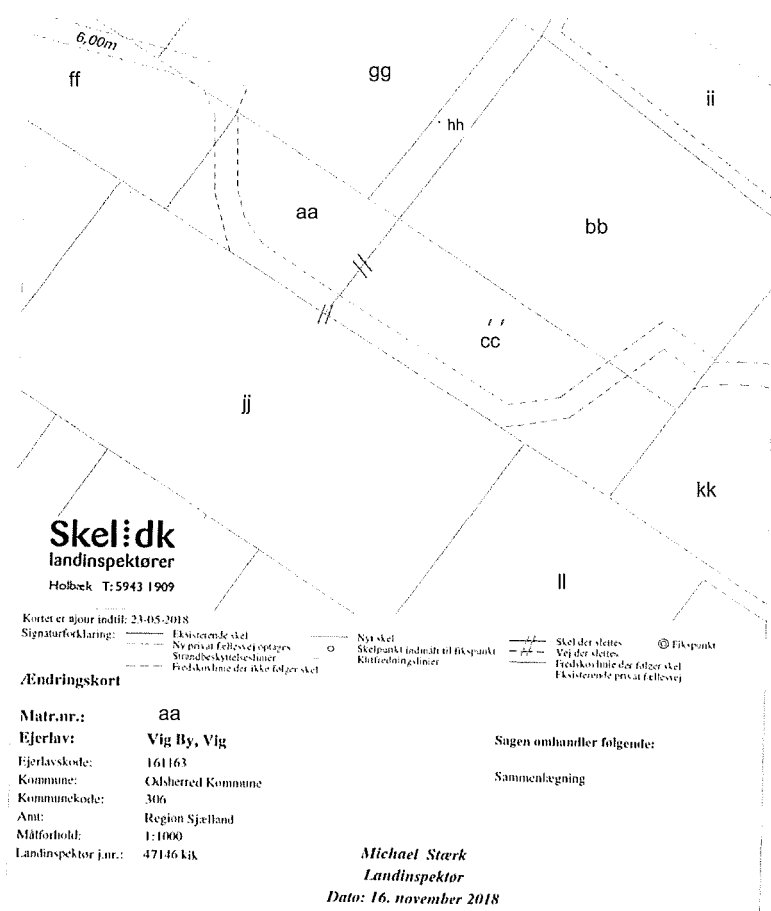 6,00m
ff
gg
ii
hh
aa
bb
cc
jj
kk
ll
Skel:dk
landinspektører
Holbæk T: 5943 1909
Kortet er ajour indtil: 23-05-2018
Signaturforklaring:
Eksisterende skel
Ny privat fællesvej optages
Strandbeskyttelseslinier
Fredskovlinie der ikke følger skel
Nyt skel
Skelpunkt indmålt til fikspunkt
Klitfredningslinier
Skel der slettes
Vej der slettes
Fredskovlinie der følger skel
Eksisterende privat fællesvej
Fikspunkt
Ændringskort
Matr.nr.: aa
Ejerlav: Vig By, Vig
Ejerlavskode: 161163
Kommune: Odsherred Kommune
Kommunekode: 306
Amt: Region Sjælland
Målforhold: 1:1000
Landinspektør j.nr.: 47146 kik
Sagen omhandler følgende:
Sammenlægning
Michael Stærk
Landinspektør
Dato: 16. november 2018